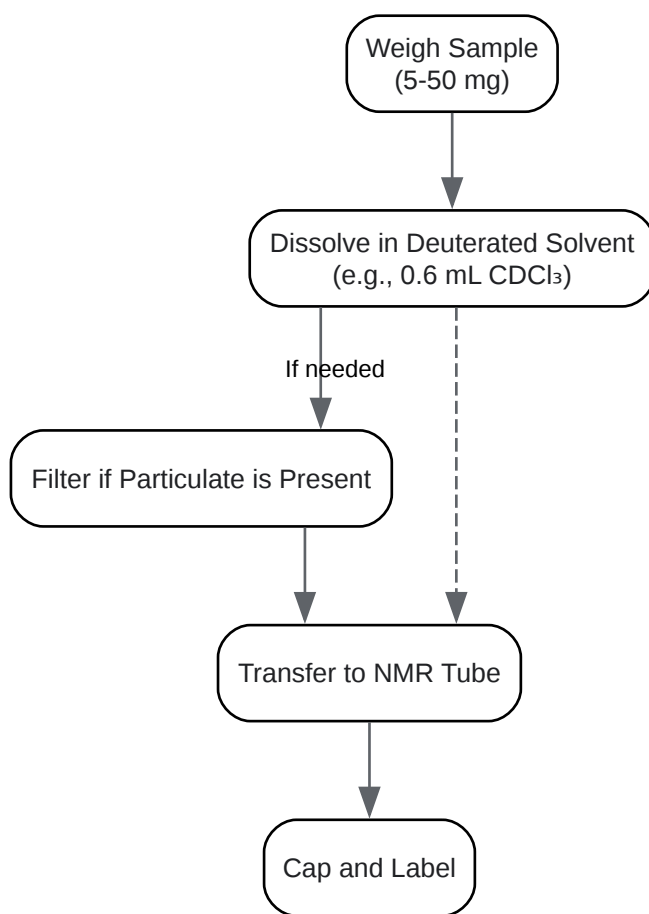 Weigh Sample
(5-50 mg)
Dissolve in Deuterated Solvent
(e.g., 0.6 mL CDCl₃)
If needed
Filter if Particulate is Present
Transfer to NMR Tube
Cap and Label